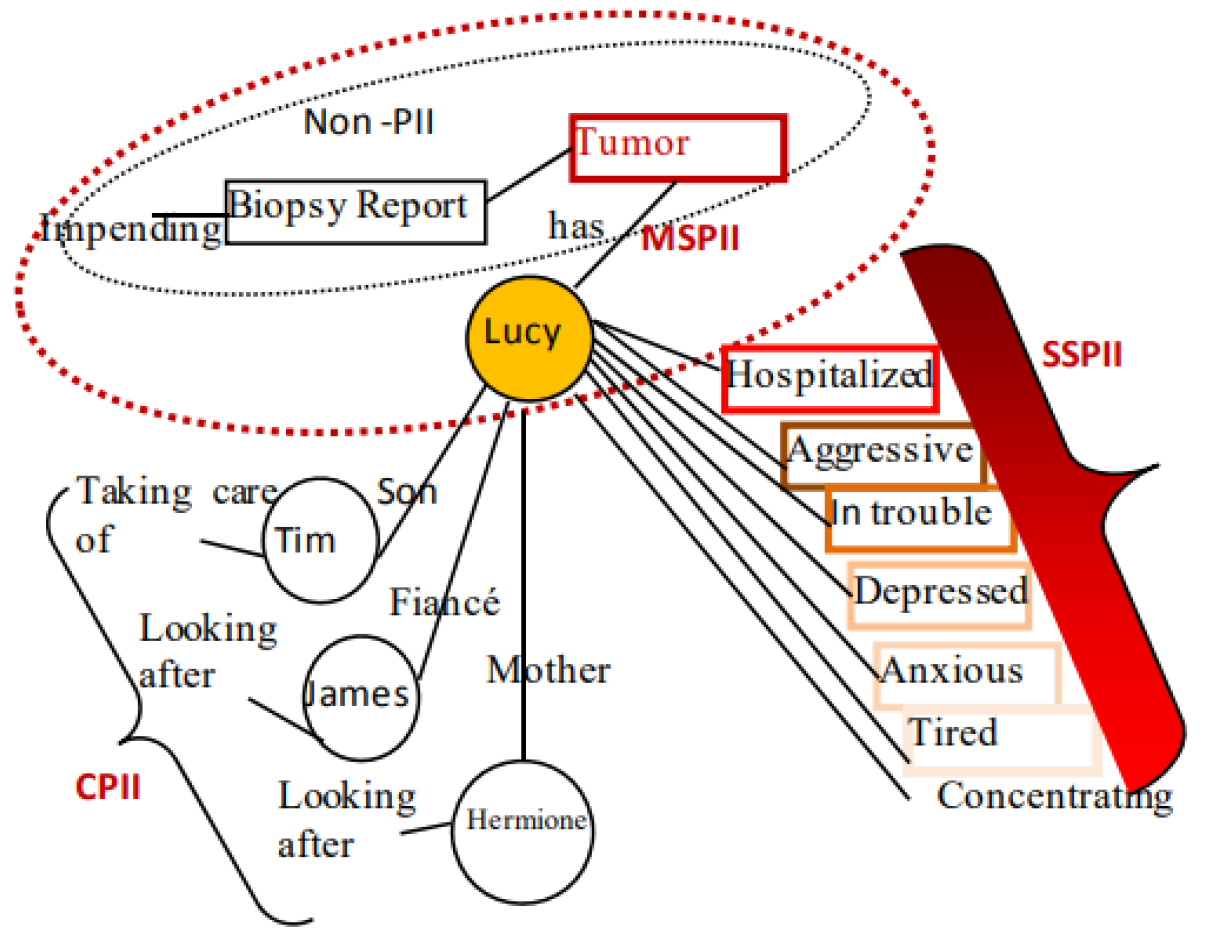 Non -PII
Tumor
Biopsy Report
Impending
has
MSPII
Lucy
SSPII
Hospitalized
Aggressive
In trouble
Depressed
Anxious
Tired
Concentrating
Taking care
of
Son
Tim
Fiancé
Looking
after
James
Mother
CPII
Looking
after
Hermione